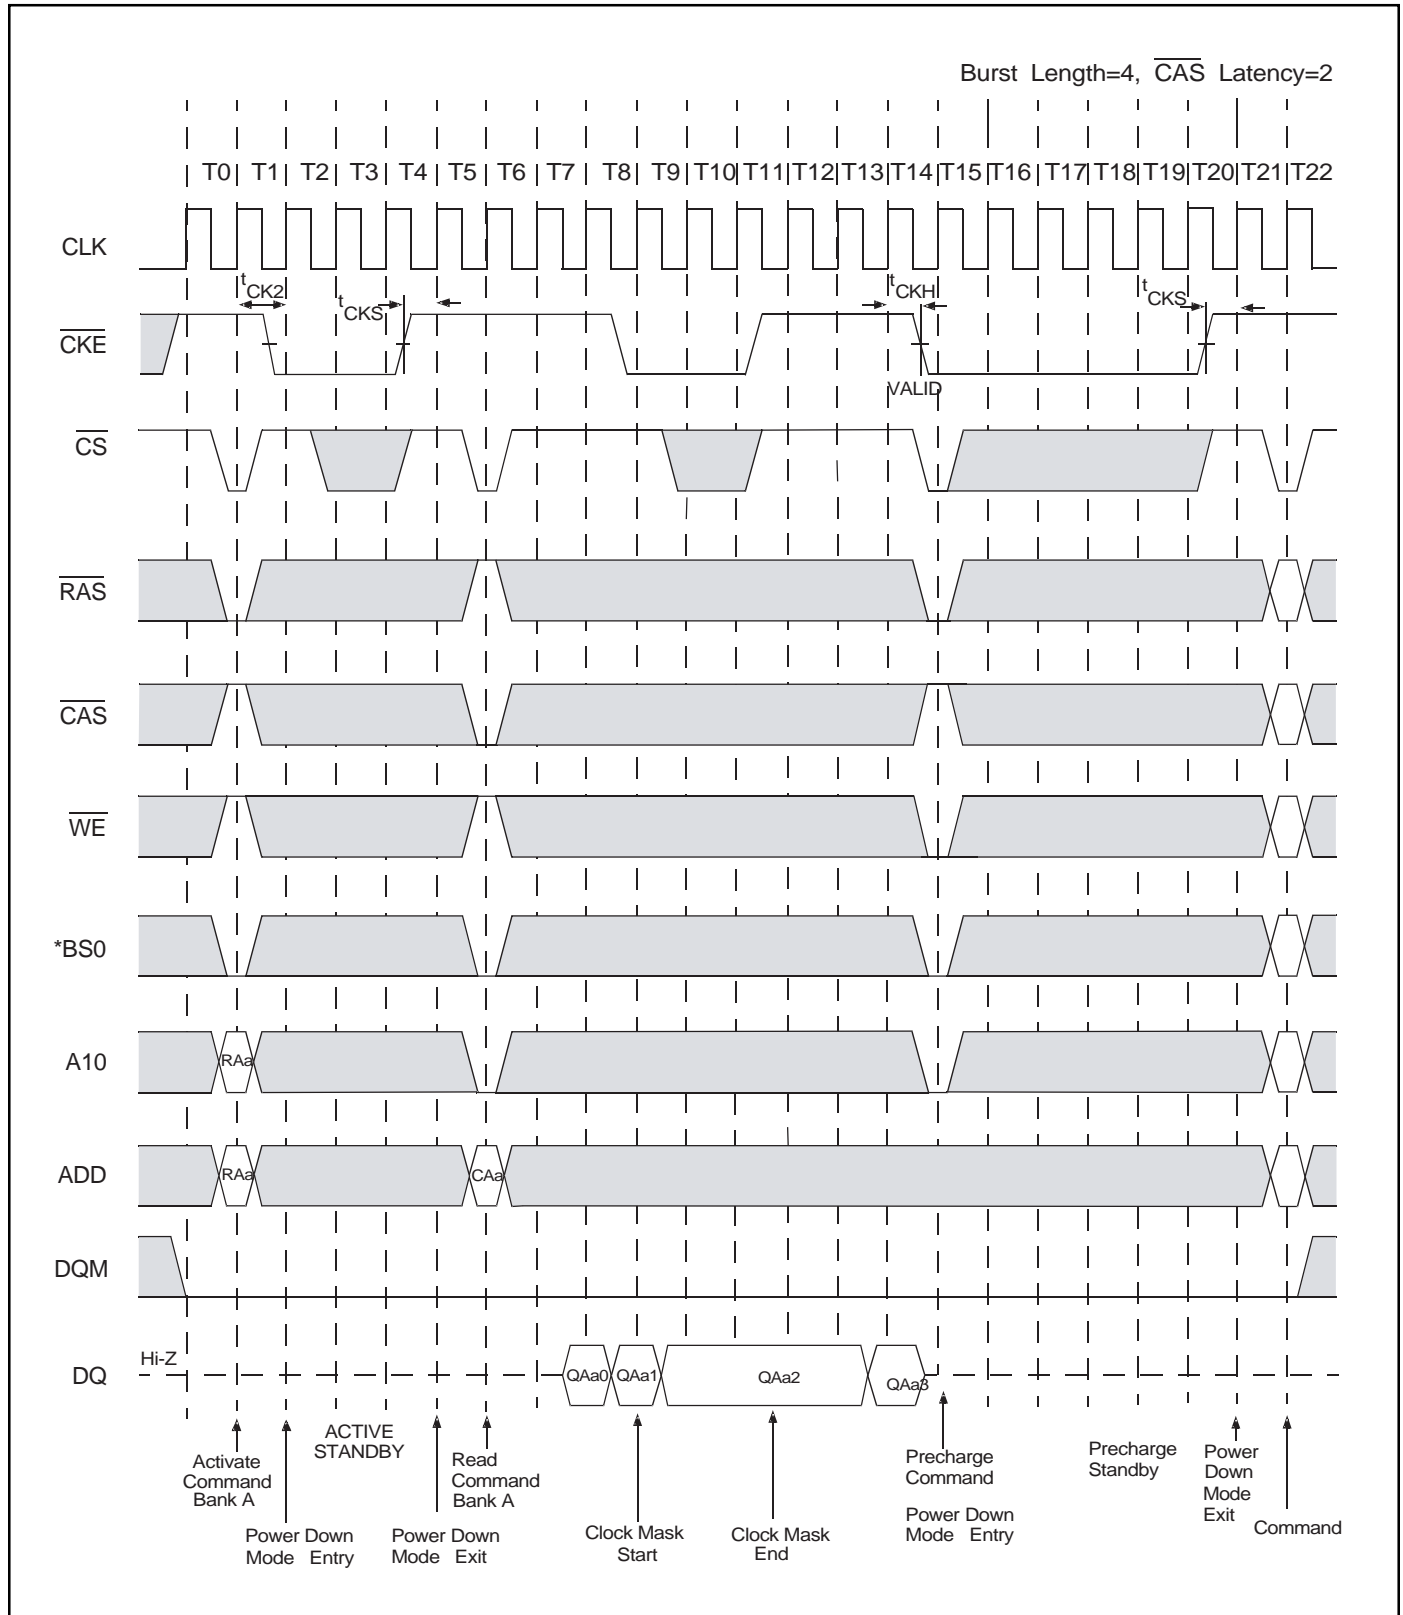 Burst Length=4, CAS Latency=2
T0 T1 T2 T3 T4 T5 T6 T7 T8 T9 T10 T11 T12 T13 T14 T15 T16 T17 T18 T19 T20 T21 T22
CLK
tCK2
tCKS
tCKH
tCKS
CKE
VALID
CS
RAS
CAS
WE
*BS0
A10
RAa
ADD
RAa
CAa
DQM
Hi-Z
DQ
QAa0
QAa1
QAa2
QAa3
Activate
Command
Bank A
Power Down
Mode Entry
ACTIVE
STANDBY
Power Down
Mode Exit
Read
Command
Bank A
Clock Mask
Start
Clock Mask
End
Precharge
Command
Power Down
Mode Entry
Precharge
Standby
Power
Down
Mode
Exit
Command